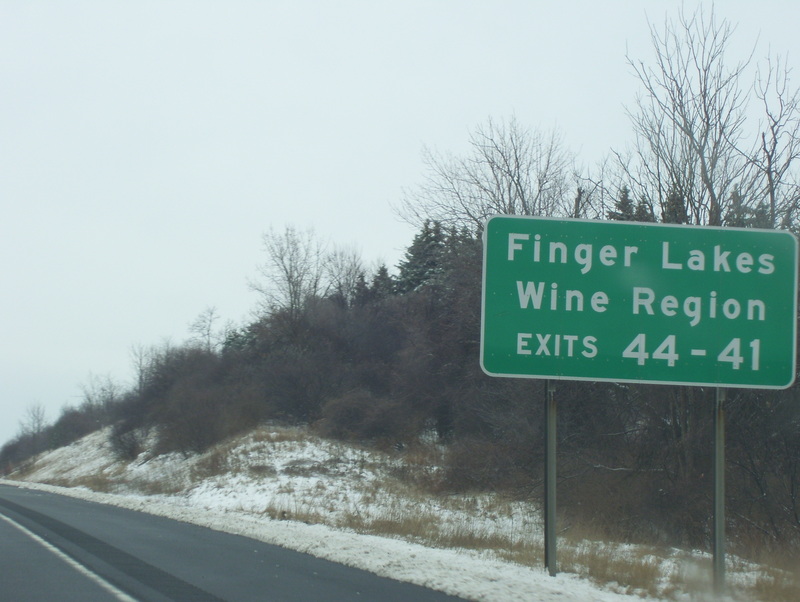 Finger Lakes
Wine Region
EXITS 44-41